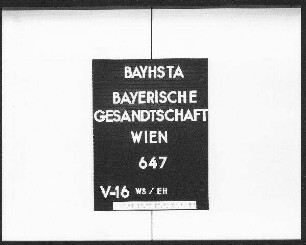 BAYHSTA
BAYERISCHE
GESANDTSCHAFT
WIEN
647
V-16 WS / EH